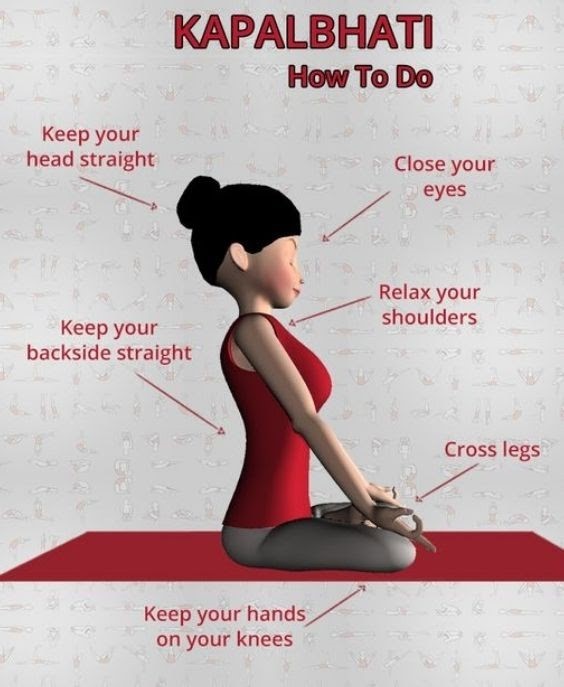 KAPALBHATI
How To Do
Keep your
head straight
Close your
eyes
Relax your
shoulders
Keep your
backside straight
Cross legs
Keep your hands
on your knees